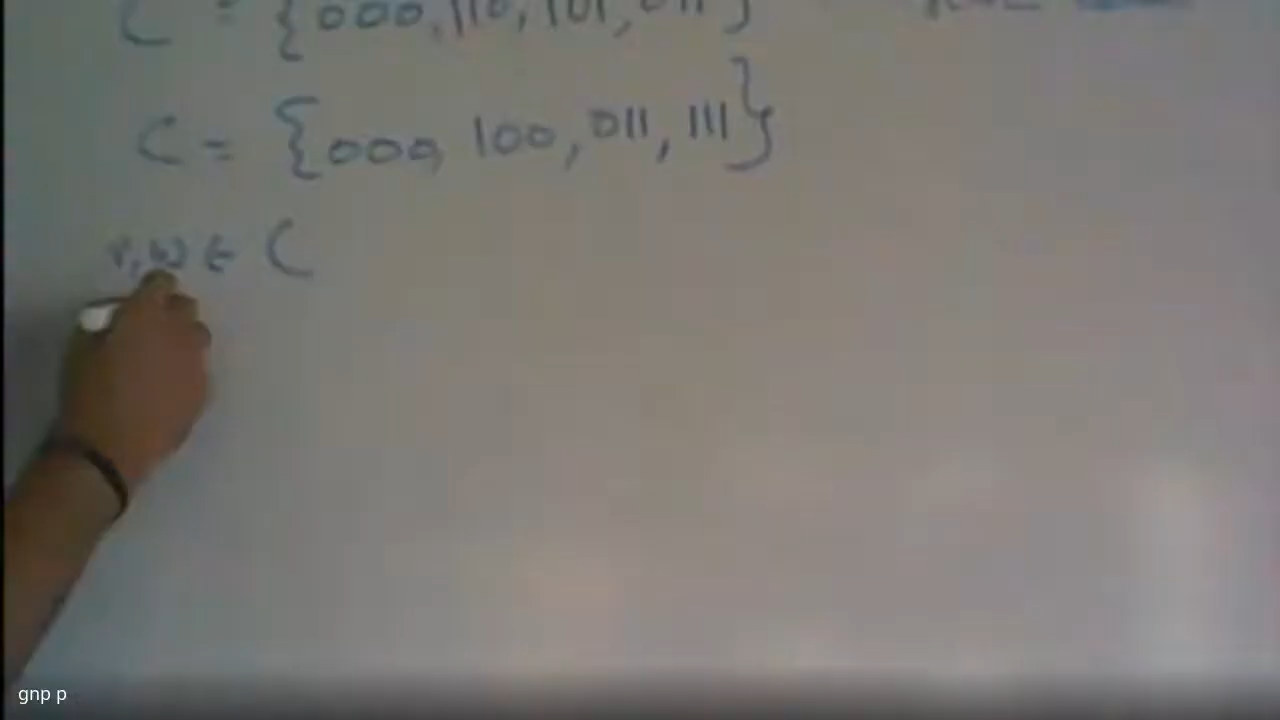 C = {000, 110, 101, 011}
C = {000, 100, 011, 111}
v, w ∈ C
gnp p